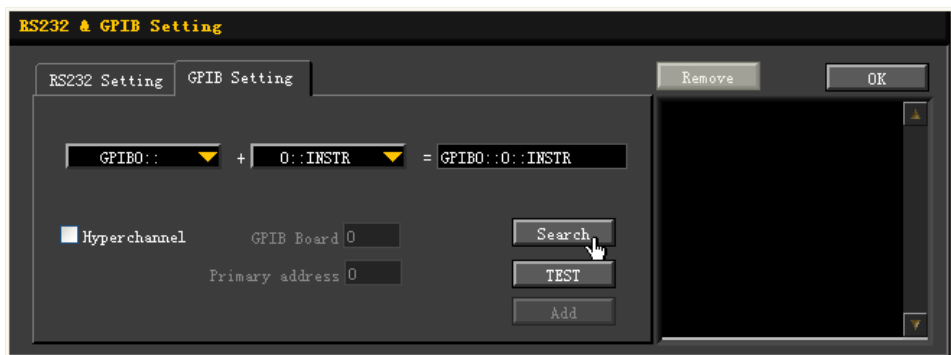 RS232 & GPIB Setting
RS232 Setting GPIB Setting Remove OK
GPIB0:: + 0::INSTR = GPIB0::0::INSTR
Hyperchannel GPIB Board 0 Search
Primary address 0 TEST
Add